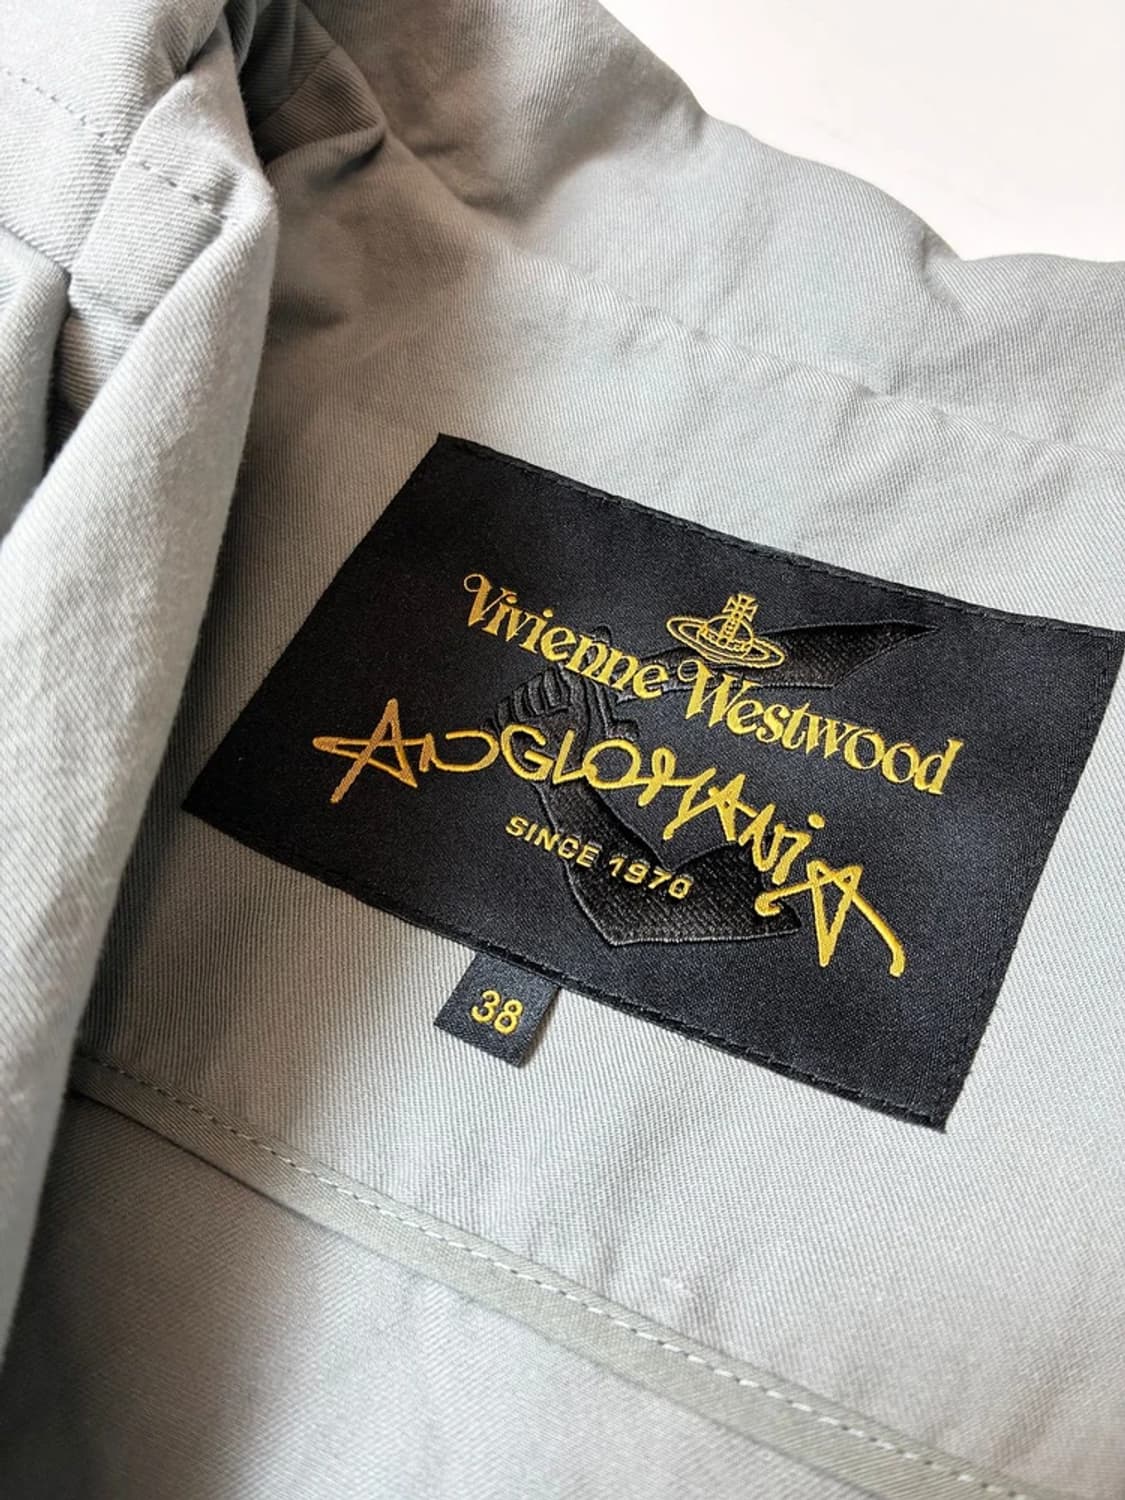 Vivienne Westwood
ANGLOMANiA
SINCE 1970
38